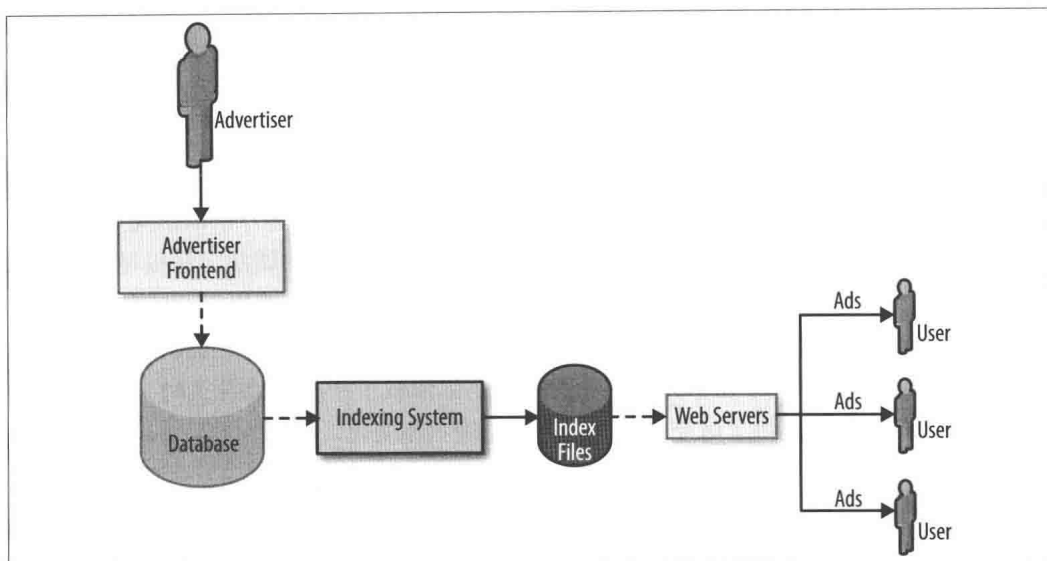 Advertiser
Advertiser
Frontend
Database
Indexing System
Index
Files
Web Servers
Ads
User
Ads
User
Ads
User